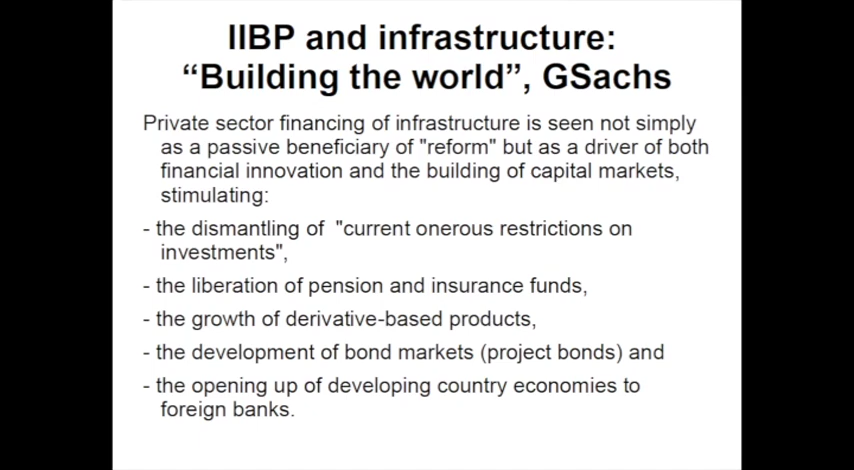 IIBP and infrastructure:
“Building the world”, GSachs
Private sector financing of infrastructure is seen not simply
as a passive beneficiary of "reform" but as a driver of both
financial innovation and the building of capital markets,
stimulating:
- the dismantling of "current onerous restrictions on
investments",
- the liberation of pension and insurance funds,
- the growth of derivative-based products,
- the development of bond markets (project bonds) and
- the opening up of developing country economies to
foreign banks.